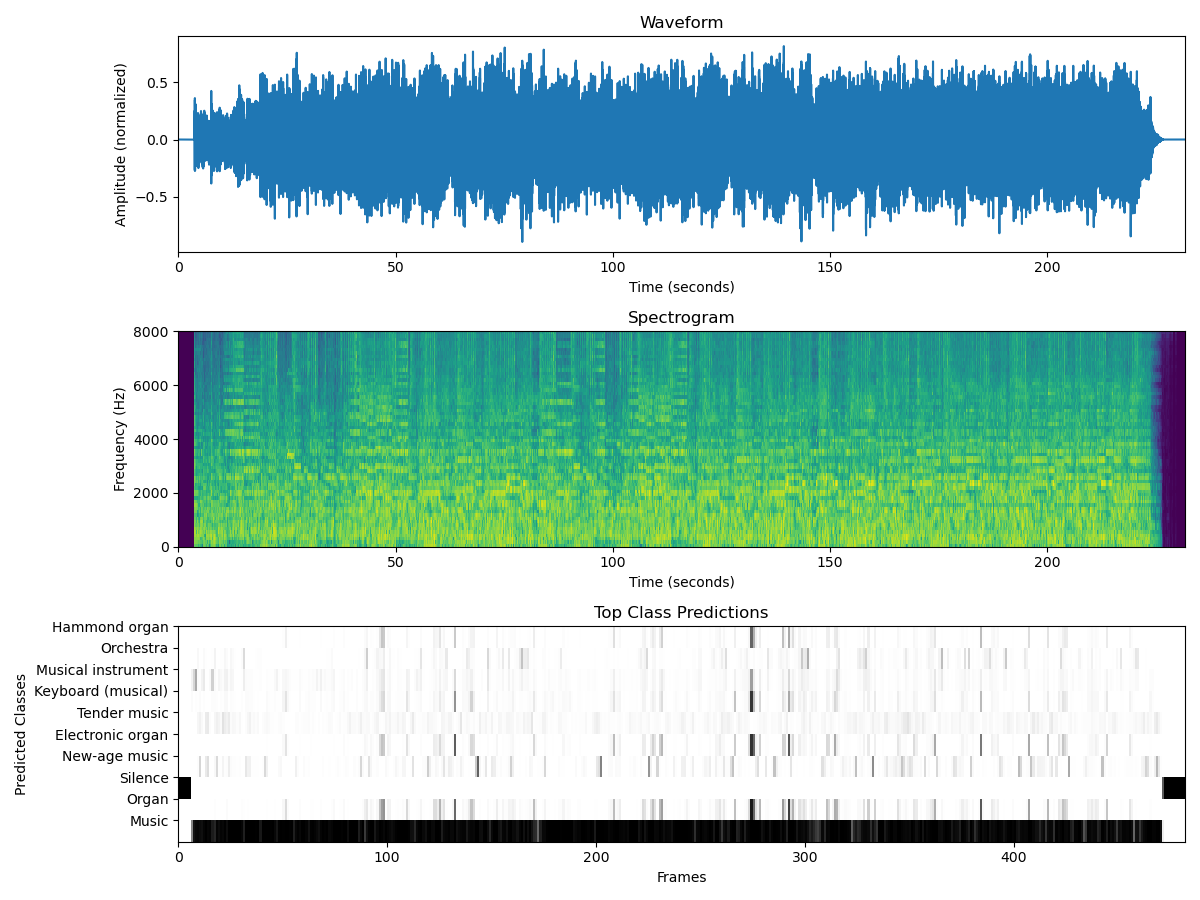 Waveform
Amplitude (normalized)
0.5
0.0
−0.5
0 50 100 150 200
Time (seconds)
Spectrogram
Frequency (Hz)
8000
6000
4000
2000
0
0 50 100 150 200
Time (seconds)
Top Class Predictions
Predicted Classes
Hammond organ
Orchestra
Musical instrument
Keyboard (musical)
Tender music
Electronic organ
New-age music
Silence
Organ
Music
0 100 200 300 400
Frames